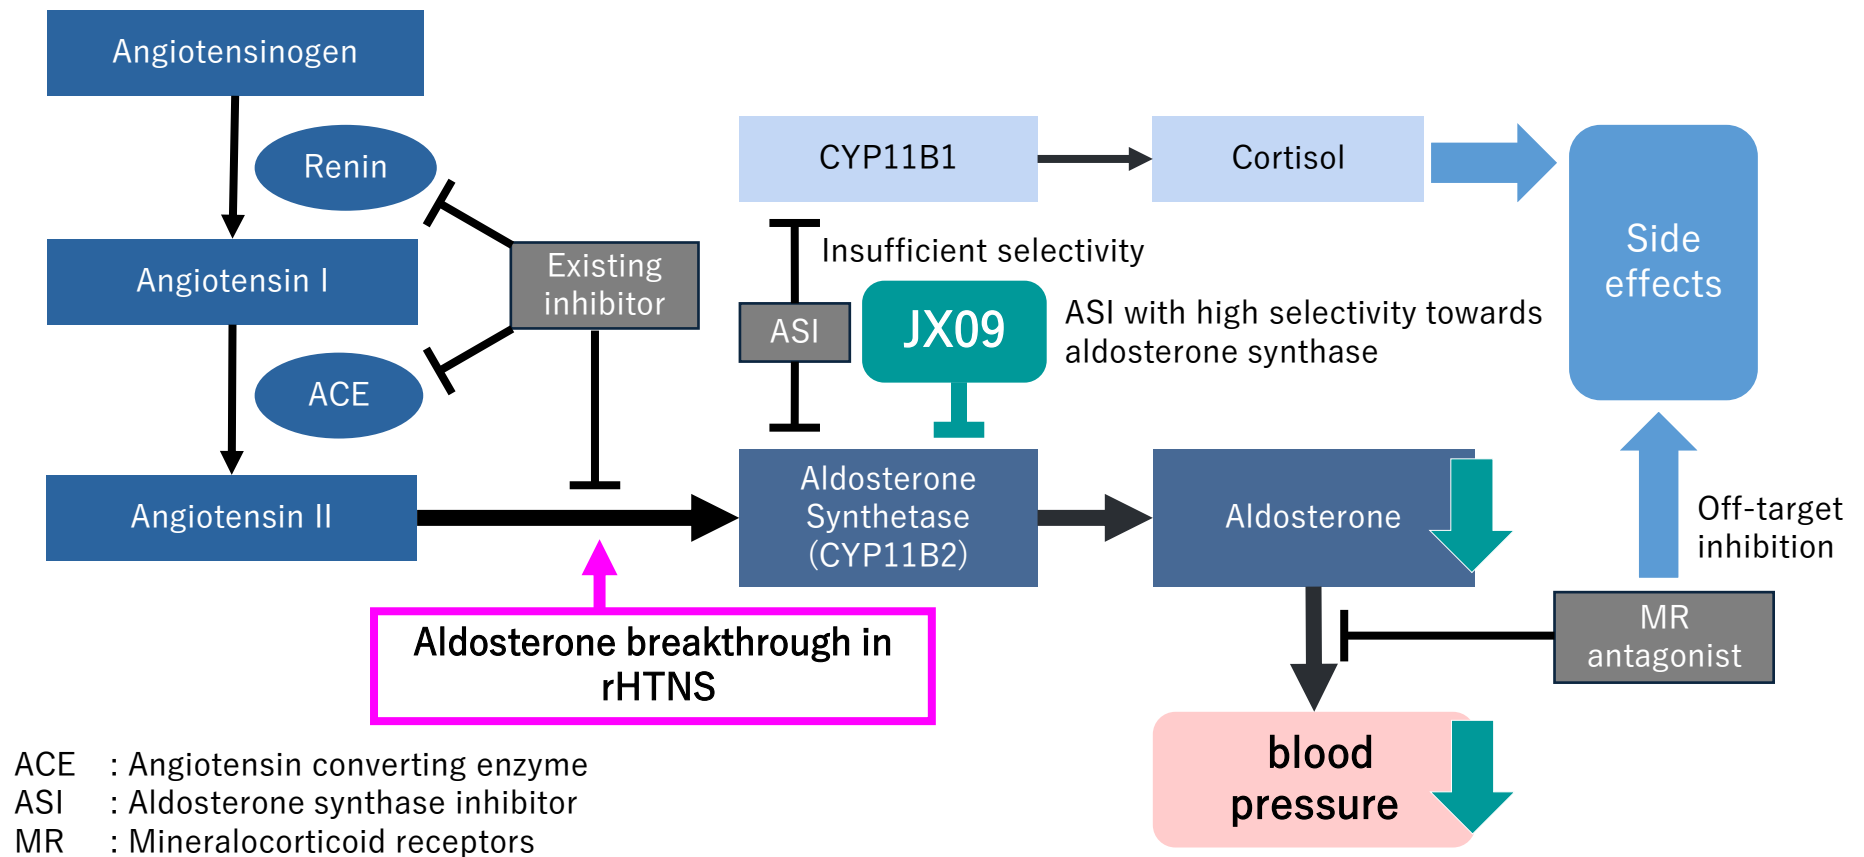 Angiotensinogen
Renin
Angiotensin I
ACE
Angiotensin II
Existing
inhibitor
CYP11B1
Cortisol
Insufficient selectivity
ASI
JX09
ASI with high selectivity towards
aldosterone synthase
Side
effects
Aldosterone
Synthetase
(CYP11B2)
Aldosterone
Off-target
inhibition
MR
antagonist
Aldosterone breakthrough in
rHTNS
blood
pressure
ACE : Angiotensin converting enzyme
ASI : Aldosterone synthase inhibitor
MR : Mineralocorticoid receptors